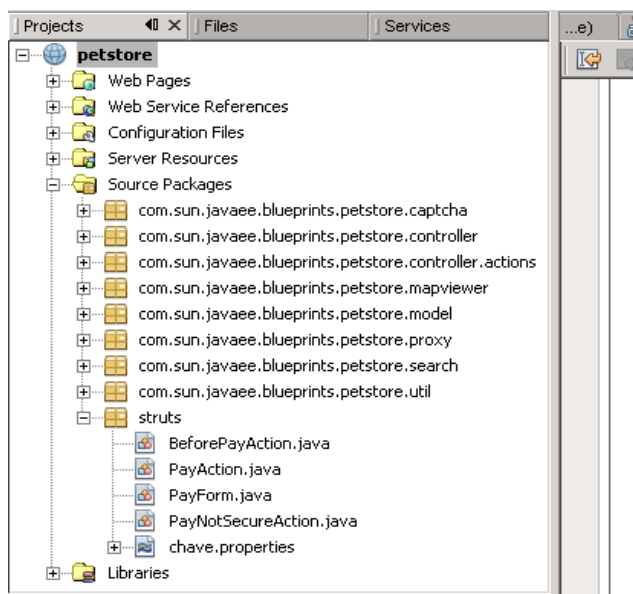 Projects Files Services ...e)
petstore
Web Pages
Web Service References
Configuration Files
Server Resources
Source Packages
com.sun.javaee.blueprints.petstore.captcha
com.sun.javaee.blueprints.petstore.controller
com.sun.javaee.blueprints.petstore.controller.actions
com.sun.javaee.blueprints.petstore.mapviewer
com.sun.javaee.blueprints.petstore.model
com.sun.javaee.blueprints.petstore.proxy
com.sun.javaee.blueprints.petstore.search
com.sun.javaee.blueprints.petstore.util
struts
BeforePayAction.java
PayAction.java
PayForm.java
PayNotSecureAction.java
chave.properties
Libraries